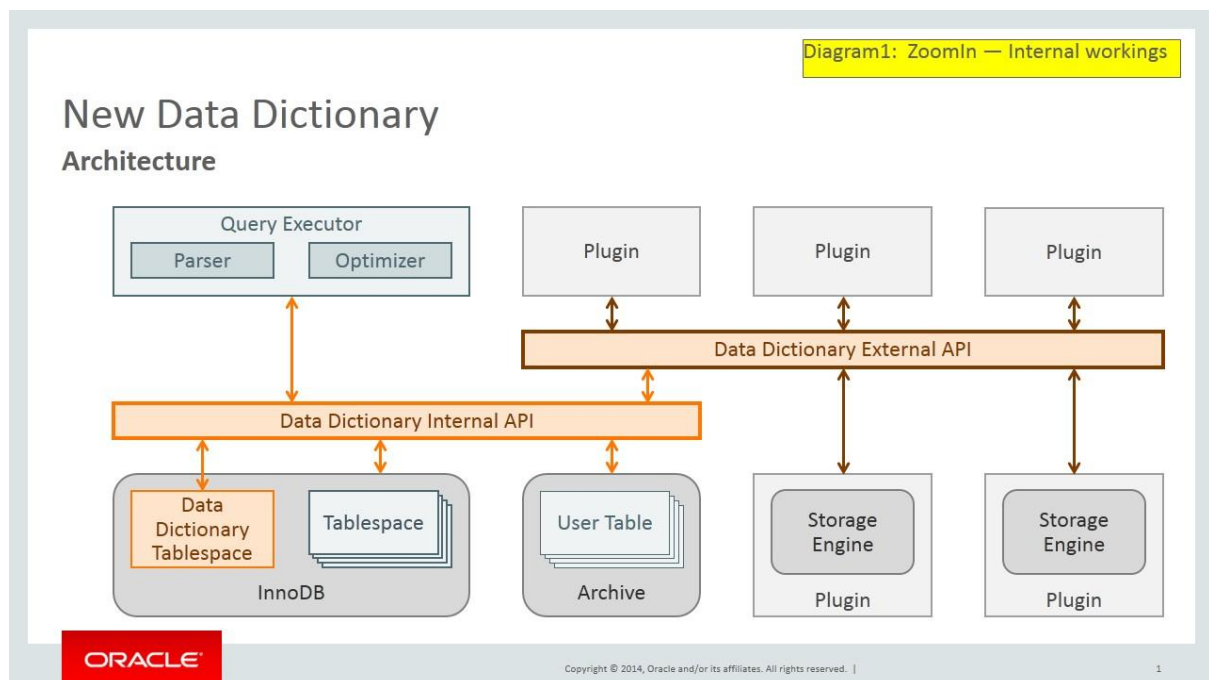 Diagram1: ZoomIn — Internal workings
New Data Dictionary
Architecture
Query Executor
Parser
Optimizer
Plugin
Plugin
Plugin
Data Dictionary External API
Data Dictionary Internal API
Data
Dictionary
Tablespace
Tablespace
InnoDB
User Table
Archive
Storage
Engine
Plugin
Storage
Engine
Plugin
ORACLE
Copyright © 2014, Oracle and/or its affiliates. All rights reserved. |
1